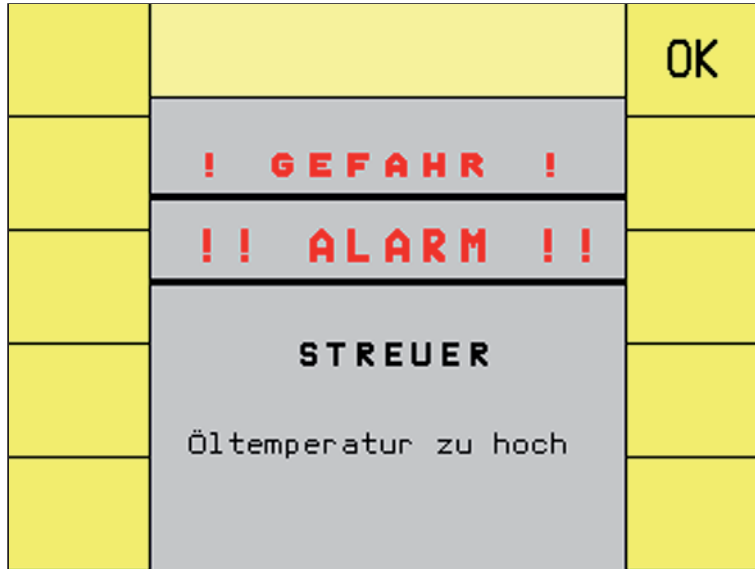 OK
! GEFAHR !
!! ALARM !!
STREUER
Öltemperatur zu hoch